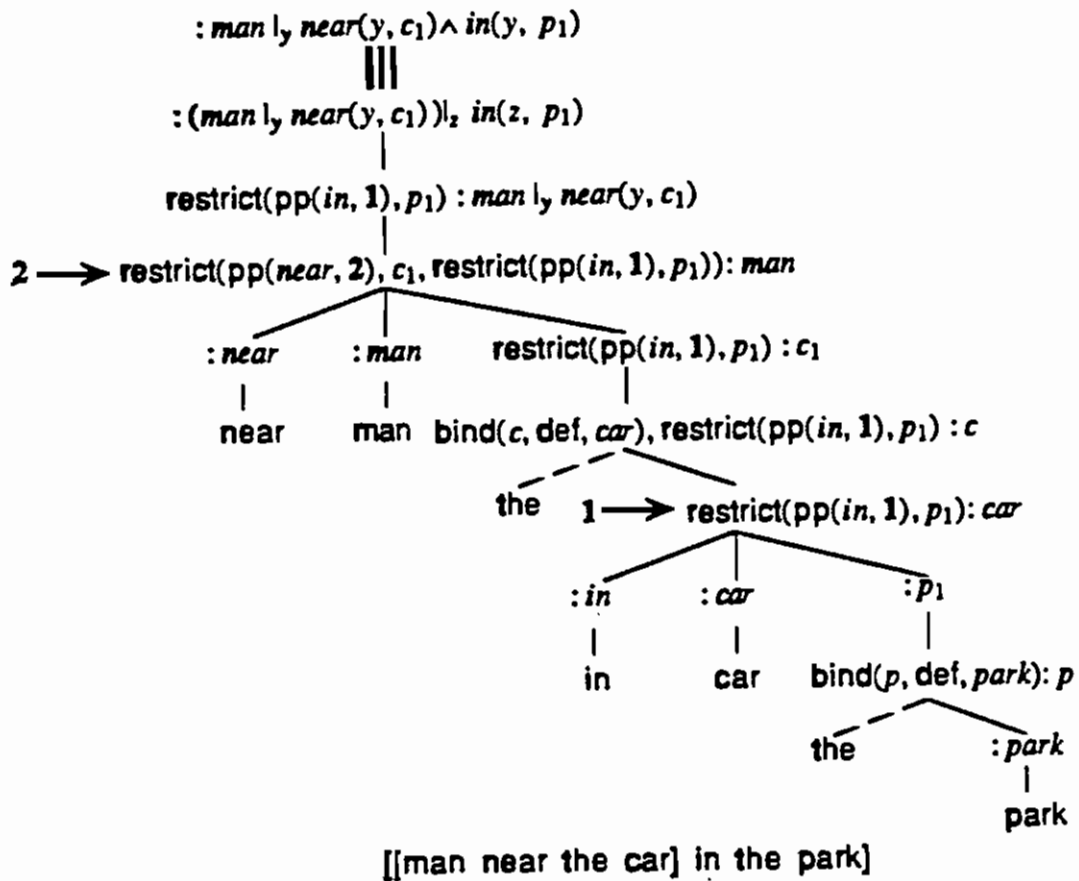 : man |y near(y, c1) ∧ in(y, p1)
: (man |y near(y, c1))|z in(z, p1)
restrict(pp(in, 1), p1) : man |y near(y, c1)
2 → restrict(pp(near, 2), c1, restrict(pp(in, 1), p1)): man
: near : man restrict(pp(in, 1), p1) : c1
near man bind(c, def, car), restrict(pp(in, 1), p1) : c
the 1 → restrict(pp(in, 1), p1): car
: in : car : p1
in car bind(p, def, park): p
the : park
park
[[man near the car] in the park]